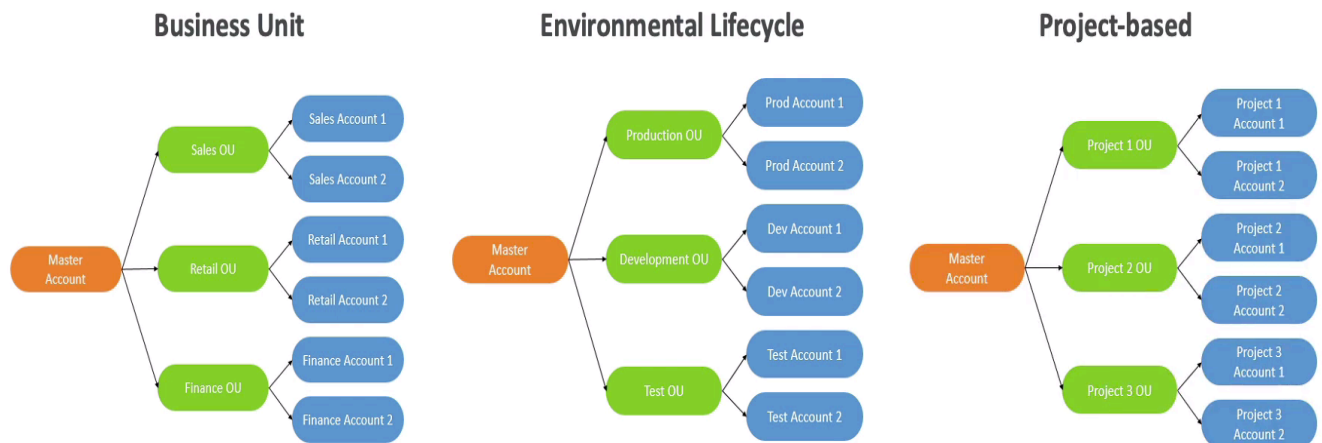 Business Unit
Master
Account
Sales OU
Sales Account 1
Sales Account 2
Retail OU
Retail Account 1
Retail Account 2
Finance OU
Finance Account 1
Finance Account 2
Environmental Lifecycle
Master
Account
Production OU
Prod Account 1
Prod Account 2
Development OU
Dev Account 1
Dev Account 2
Test OU
Test Account 1
Test Account 2
Project-based
Master
Account
Project 1 OU
Project 1
Account 1
Project 1
Account 2
Project 2 OU
Project 2
Account 1
Project 2
Account 2
Project 3 OU
Project 3
Account 1
Project 3
Account 2